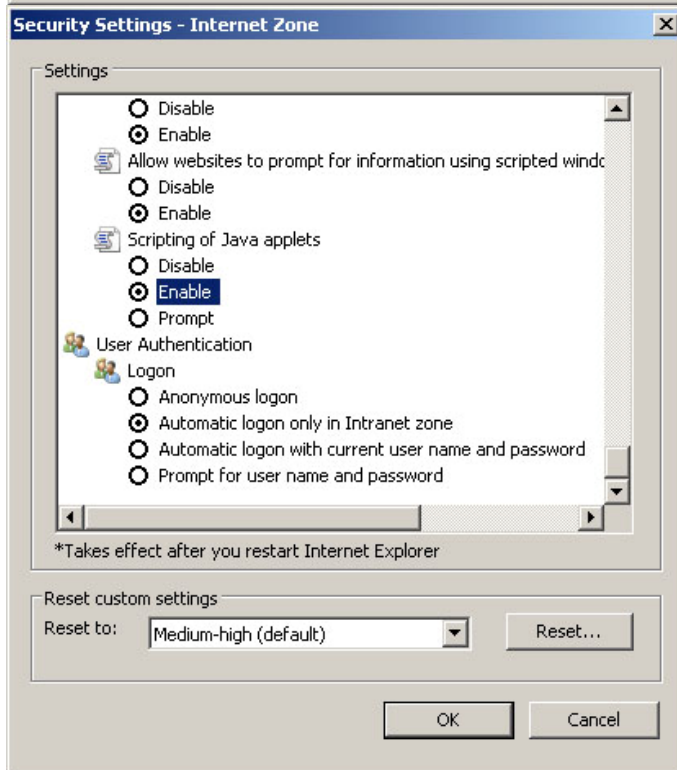 Security Settings - Internet Zone
Settings
Disable
Enable
Allow websites to prompt for information using scripted windo
Disable
Enable
Scripting of Java applets
Disable
Enable
Prompt
User Authentication
Logon
Anonymous logon
Automatic logon only in Intranet zone
Automatic logon with current user name and password
Prompt for user name and password
*Takes effect after you restart Internet Explorer
Reset custom settings
Reset to: Medium-high (default) Reset...
OK Cancel